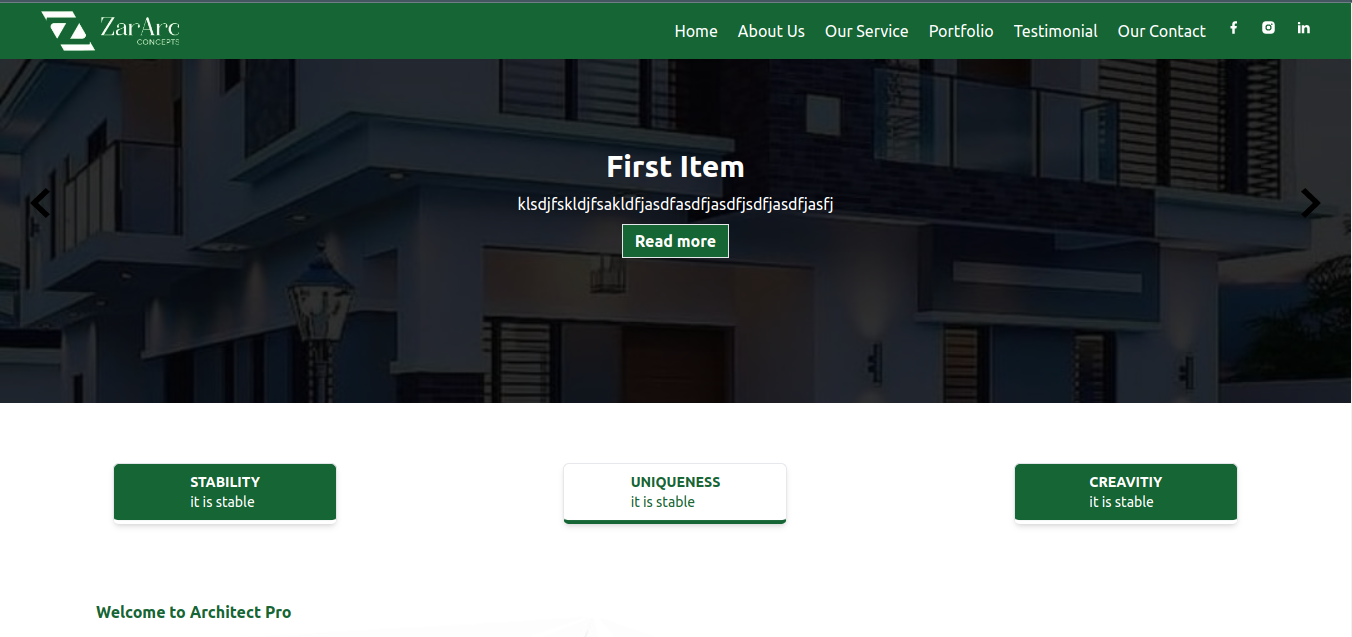 ZarArc
CONCEPTS
Home About Us Our Service Portfolio Testimonial Our Contact
First Item
klsdjfskldjfsakldfjasdfasdfjasdfjsdfjasdfjasfj
Read more
STABILITY
it is stable
UNIQUENESS
it is stable
CREAVITIY
it is stable
Welcome to Architect Pro